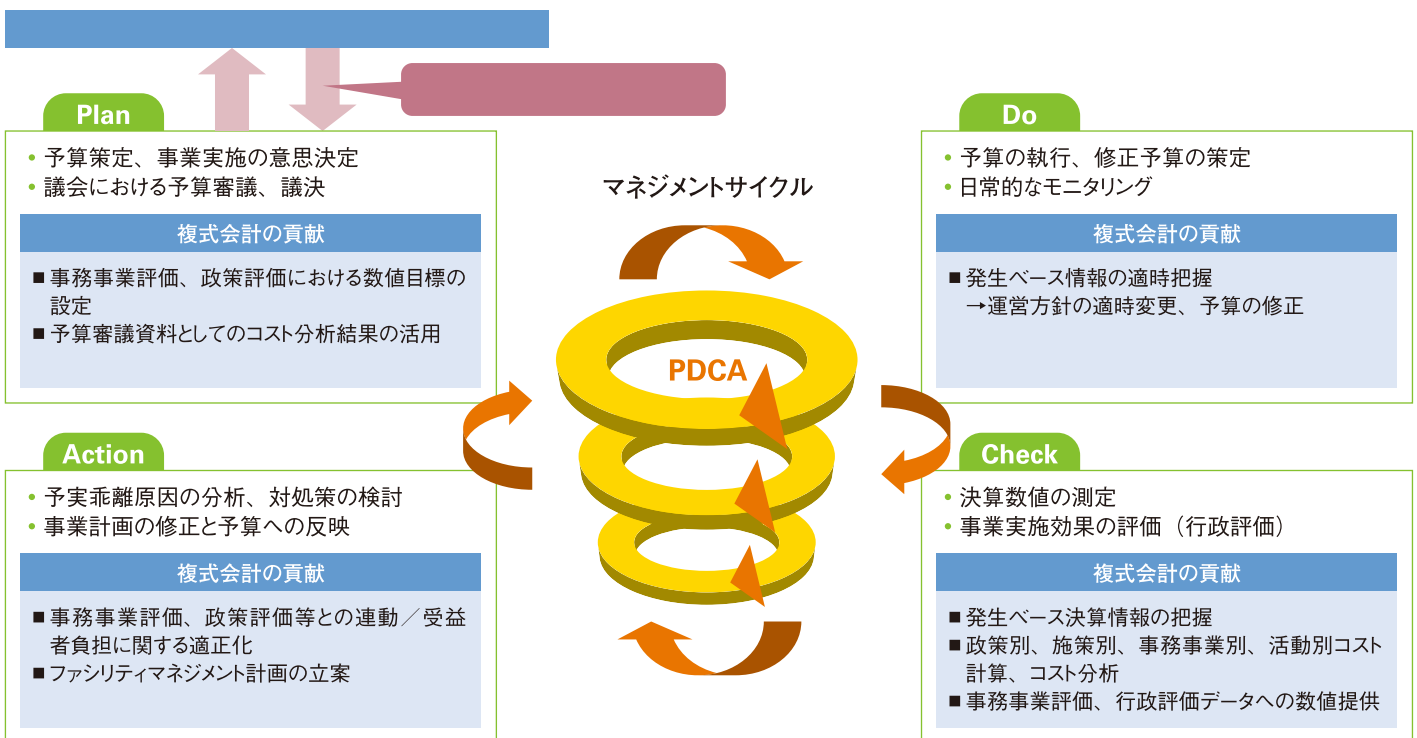 Plan
• 予算策定、事業実施の意思決定
• 議会における予算審議、議決
複式会計の貢献
■ 事務事業評価、政策評価における数値目標の
設定
■ 予算審議資料としてのコスト分析結果の活用
マネジメントサイクル
PDCA
Do
• 予算の執行、修正予算の策定
• 日常的なモニタリング
複式会計の貢献
■ 発生ベース情報の適時把握
→運営方針の適時変更、予算の修正
Action
• 予実乖離原因の分析、対処策の検討
• 事業計画の修正と予算への反映
複式会計の貢献
■ 事務事業評価、政策評価等との連動／受益
者負担に関する適正化
■ ファシリティマネジメント計画の立案
Check
• 決算数値の測定
• 事業実施効果の評価（行政評価）
複式会計の貢献
■ 発生ベース決算情報の把握
■ 政策別、施策別、事務事業別、活動別コスト
計算、コスト分析
■ 事務事業評価、行政評価データへの数値提供